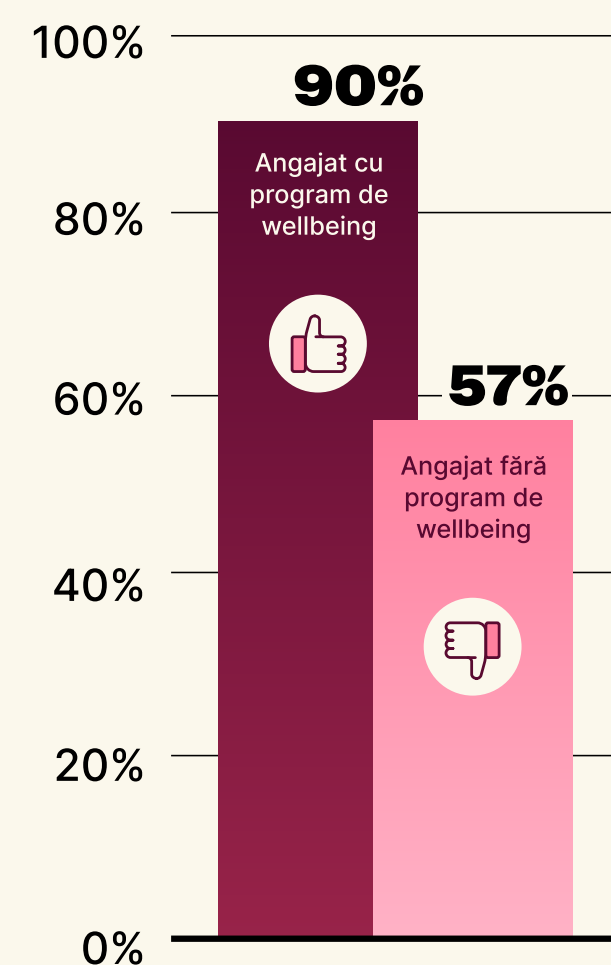 100%
90%
Angajat cu
program de
wellbeing
80%
60%
57%
Angajat fără
program de
wellbeing
40%
20%
0%